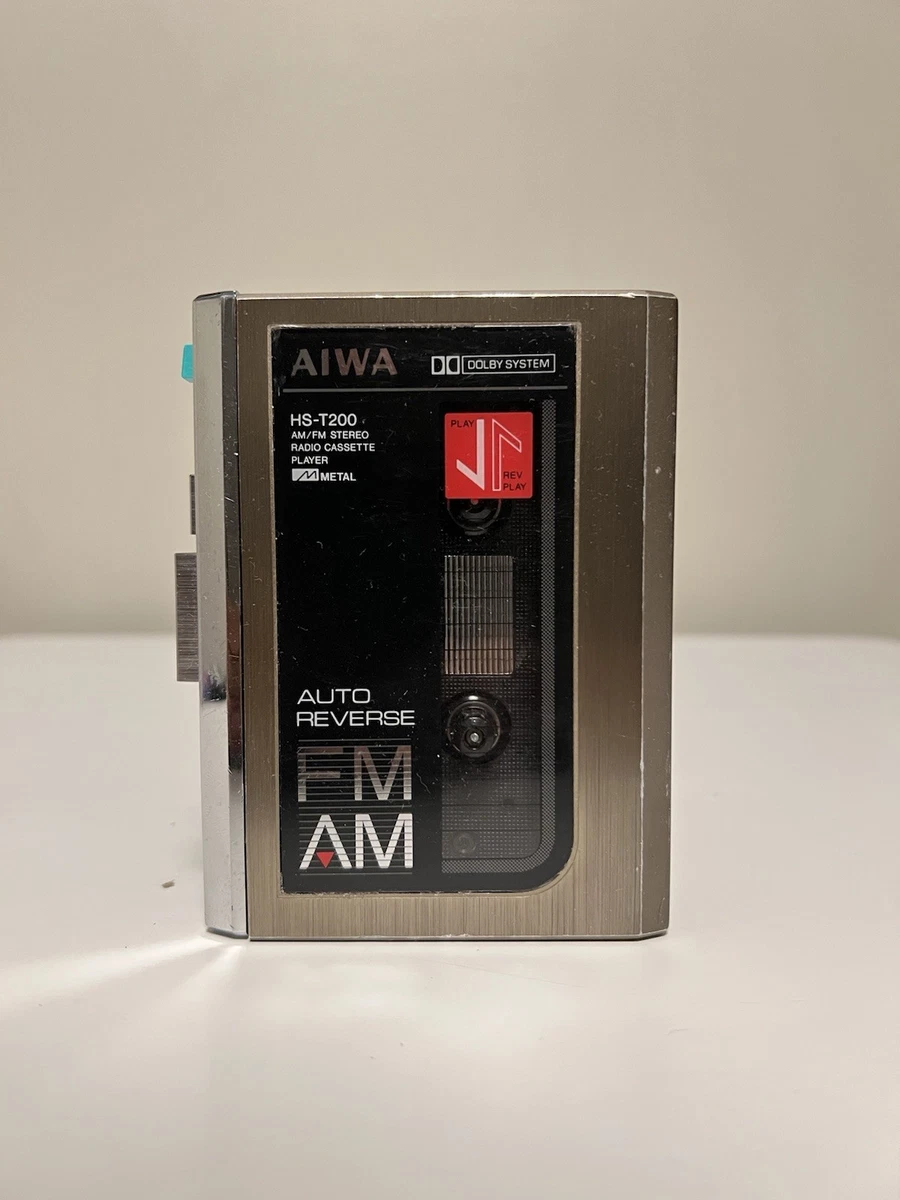 AIWA
DOLBY SYSTEM
HS-T200
AM/FM STEREO
RADIO CASSETTE
PLAYER
METAL
PLAY
REV
PLAY
AUTO
REVERSE
FM
AM